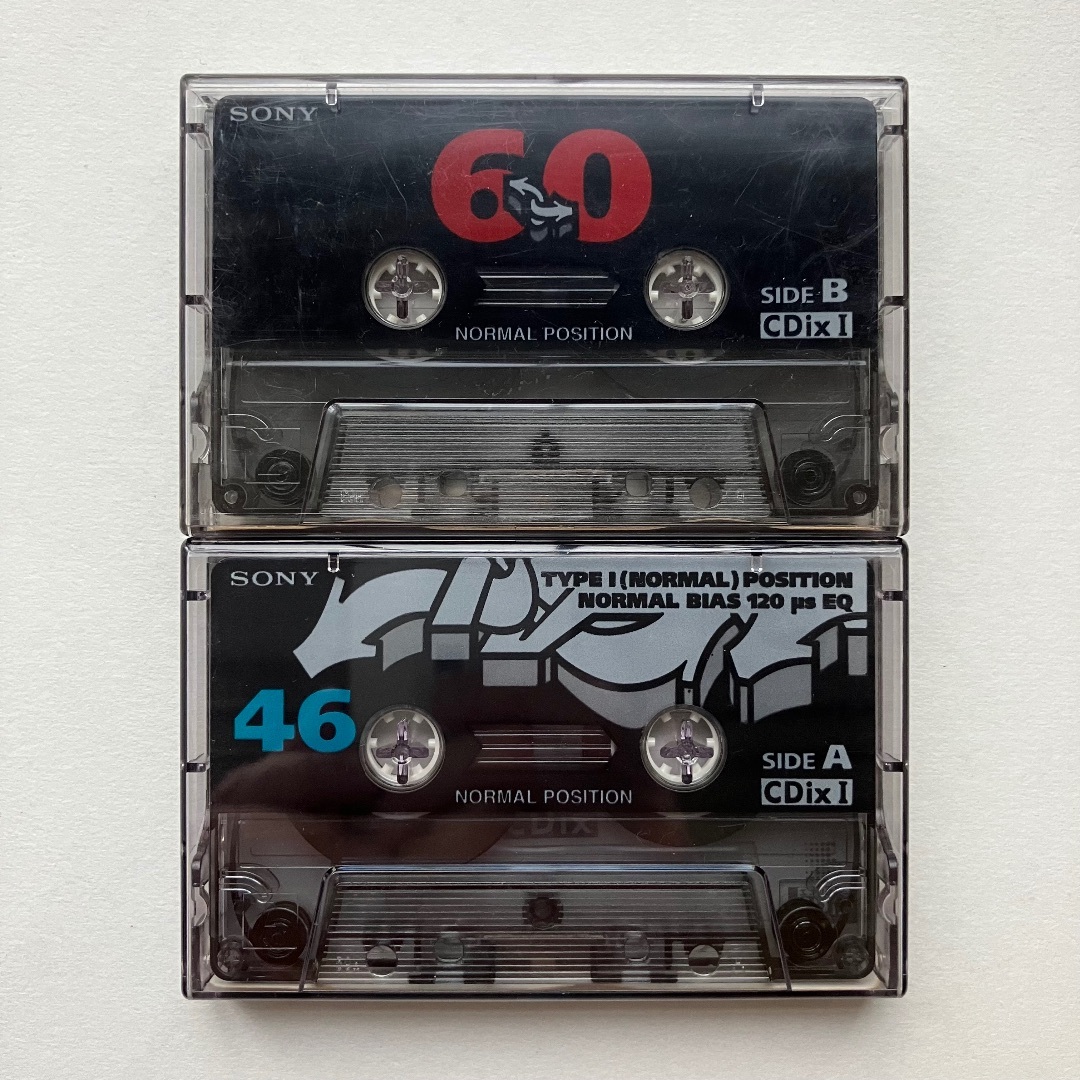 SONY
60
SIDE B
CDix I
NORMAL POSITION
SONY
TYPE I (NORMAL) POSITION
NORMAL BIAS 120 µs EQ
46
SIDE A
CDix I
NORMAL POSITION
CDix